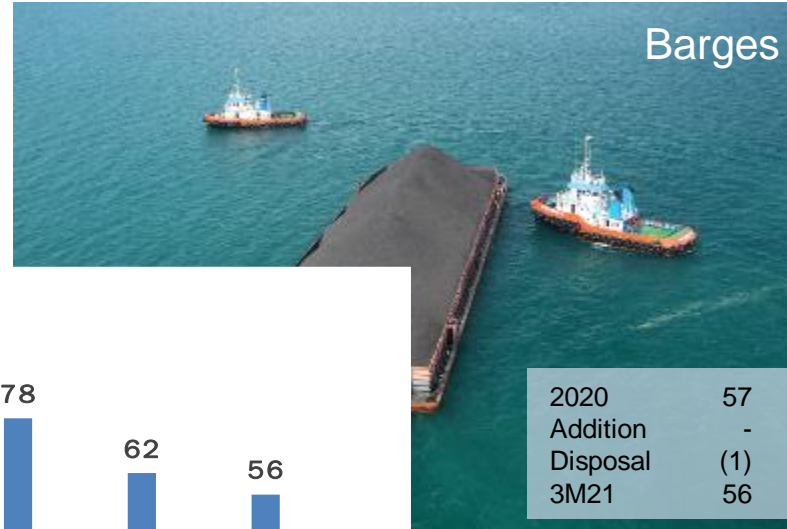 Barges
78
62
56
2020 57
Addition -
Disposal (1)
3M21 56